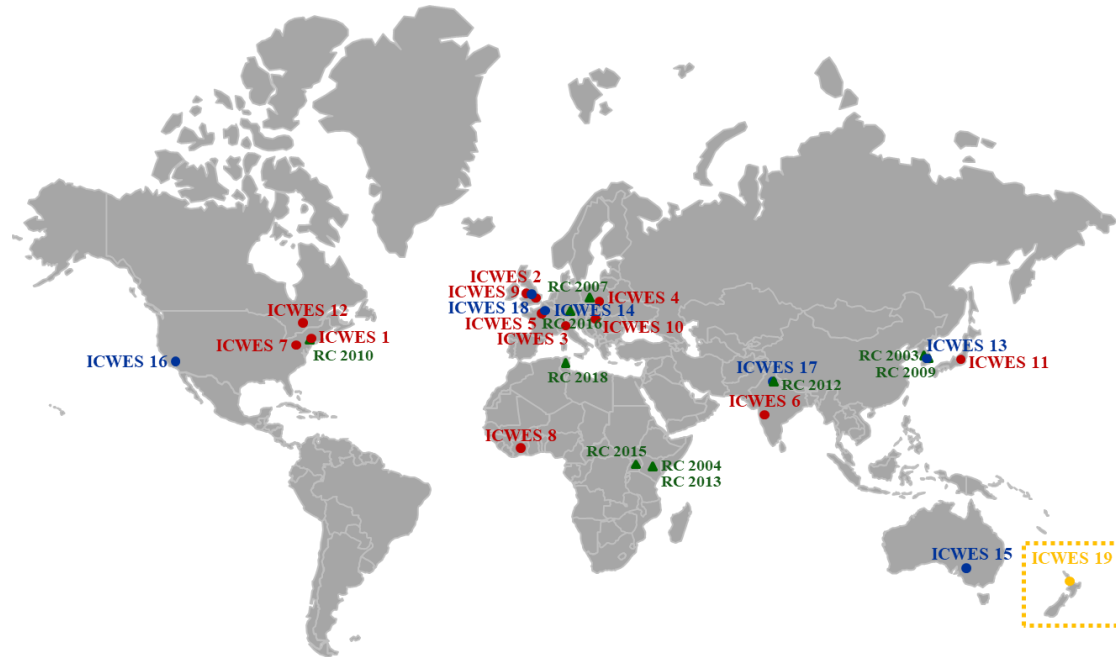 ICWES 2
RC 2007
ICWES 9
ICWES 4
ICWES 18
ICWES 14
ICWES 12
ICWES 5
RC 2016
ICWES 10
ICWES 7
ICWES 1
ICWES 3
RC 2010
ICWES 16
RC 2018
ICWES 13
RC 2003
ICWES 11
RC 2009
ICWES 17
RC 2012
ICWES 6
ICWES 8
RC 2015
RC 2004
RC 2013
ICWES 15
ICWES 19